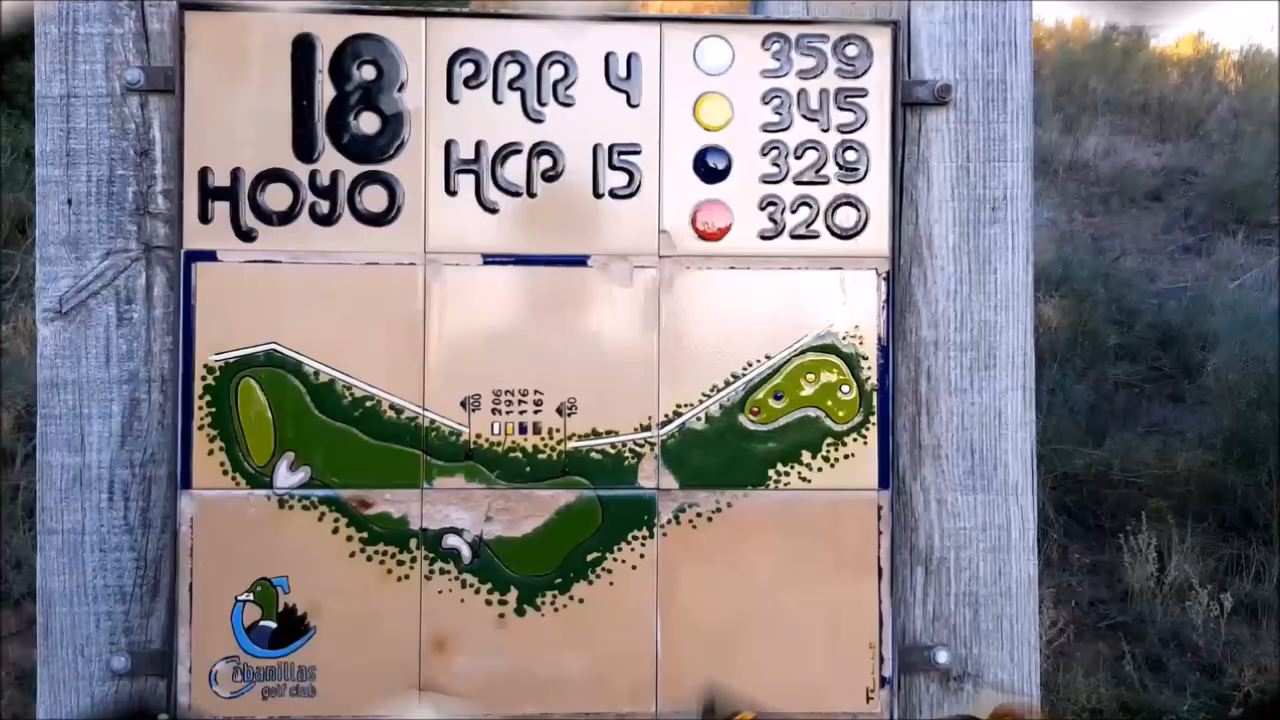 18
HOYO
PAR 4
HCP 15
359
345
329
320
100
206
192
176
167
150
Cabanillas
golf club